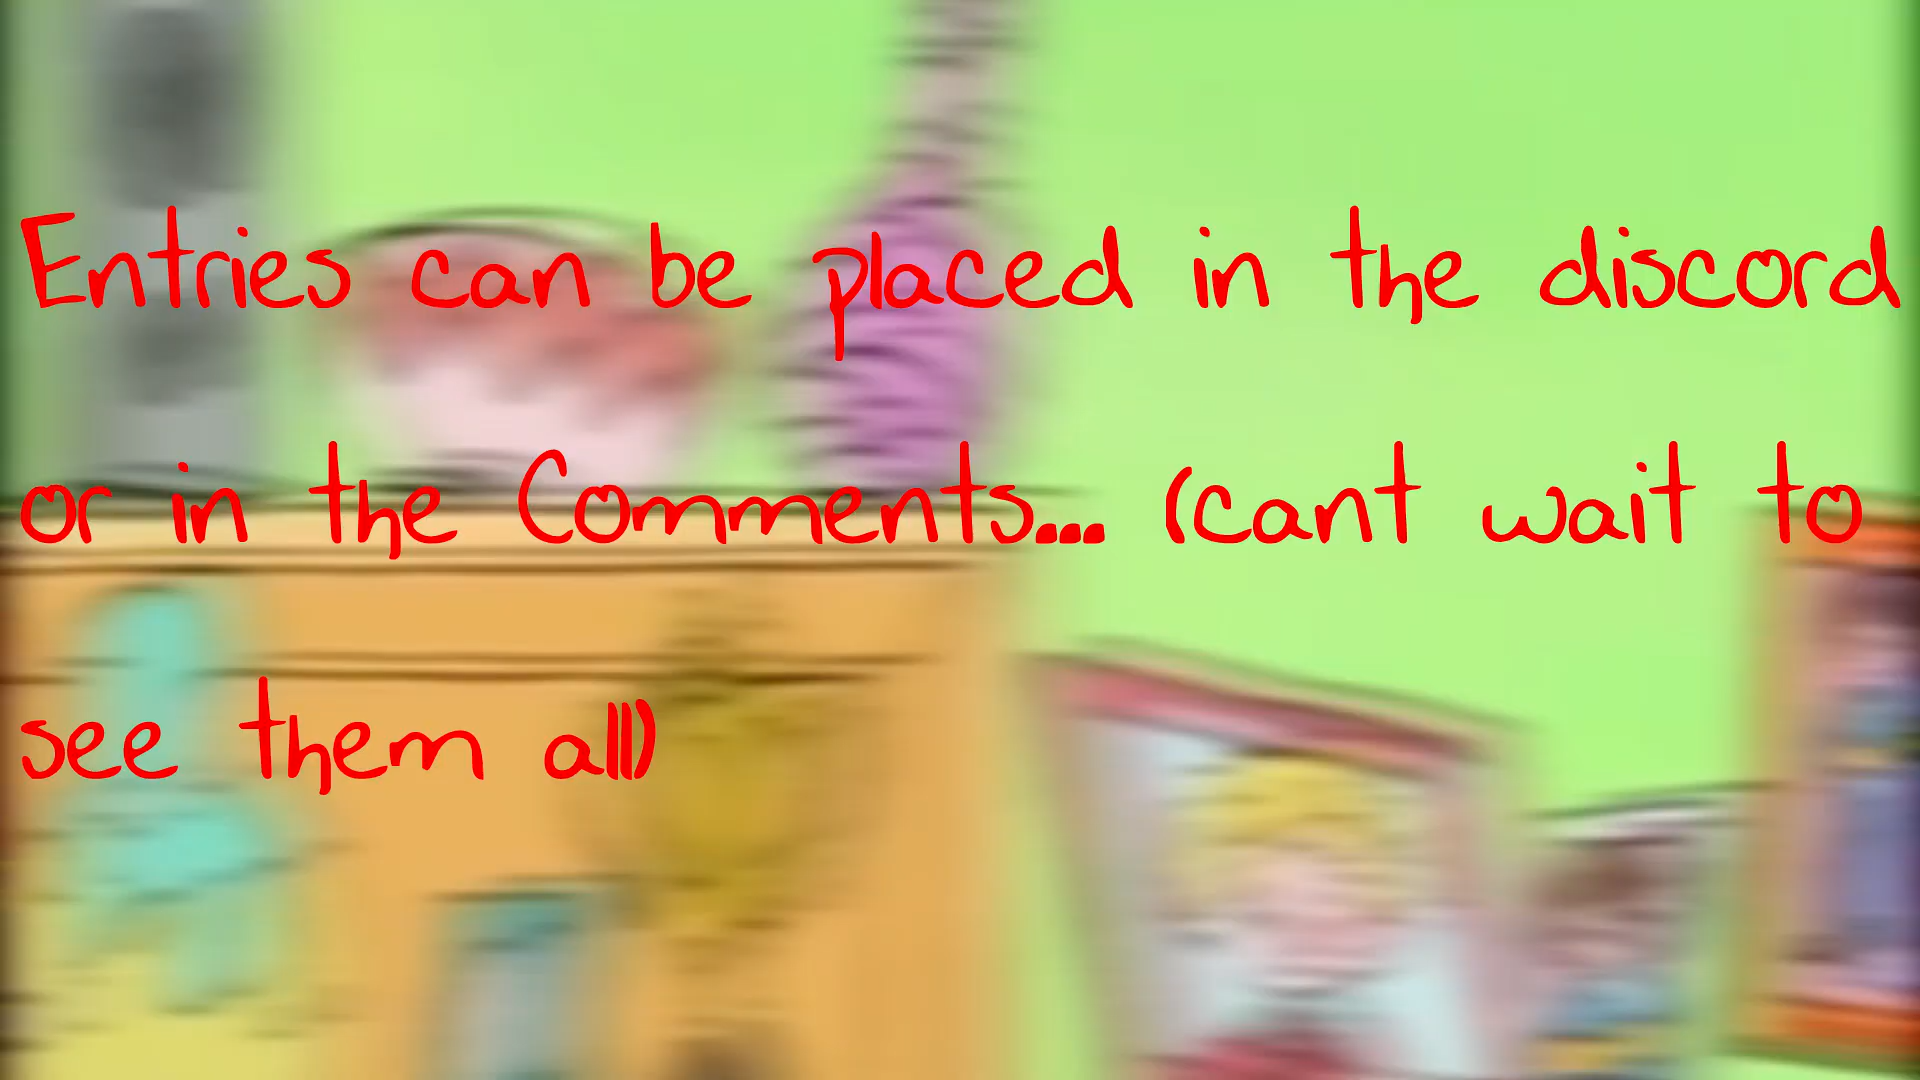 Entries can be placed in the discord
or in the Comments... (cant wait to
see them all)